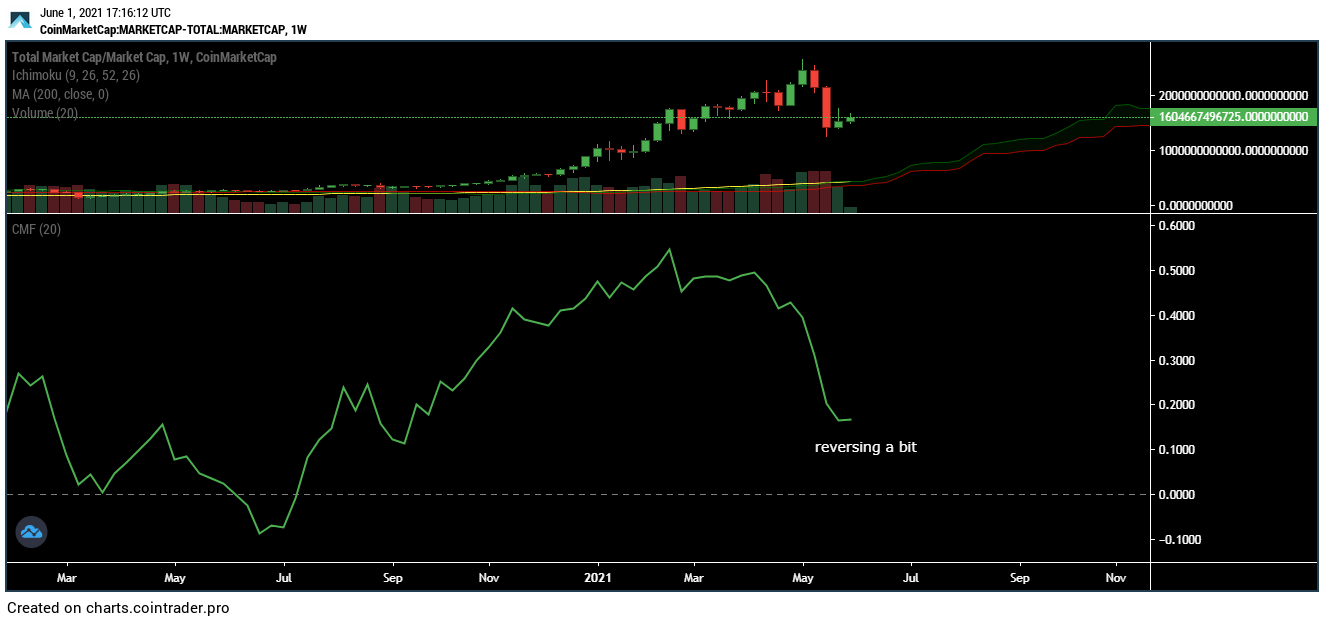 June 1, 2021 17:16:12 UTC
CoinMarketCap:MARKETCAP-TOTAL:MARKETCAP, 1W
Total Market Cap/Market Cap, 1W, CoinMarketCap
Ichimoku (9, 26, 52, 26)
MA (200, close, 0)
Volume (20)
2000000000000.0000000000
1604667496725.0000000000
1000000000000.0000000000
0.0000000000
CMF (20)
0.6000
0.5000
0.4000
0.3000
0.2000
reversing a bit
0.1000
0.0000
-0.1000
Mar May Jul Sep Nov 2021 Mar May Jul Sep Nov
Created on charts.cointrader.pro